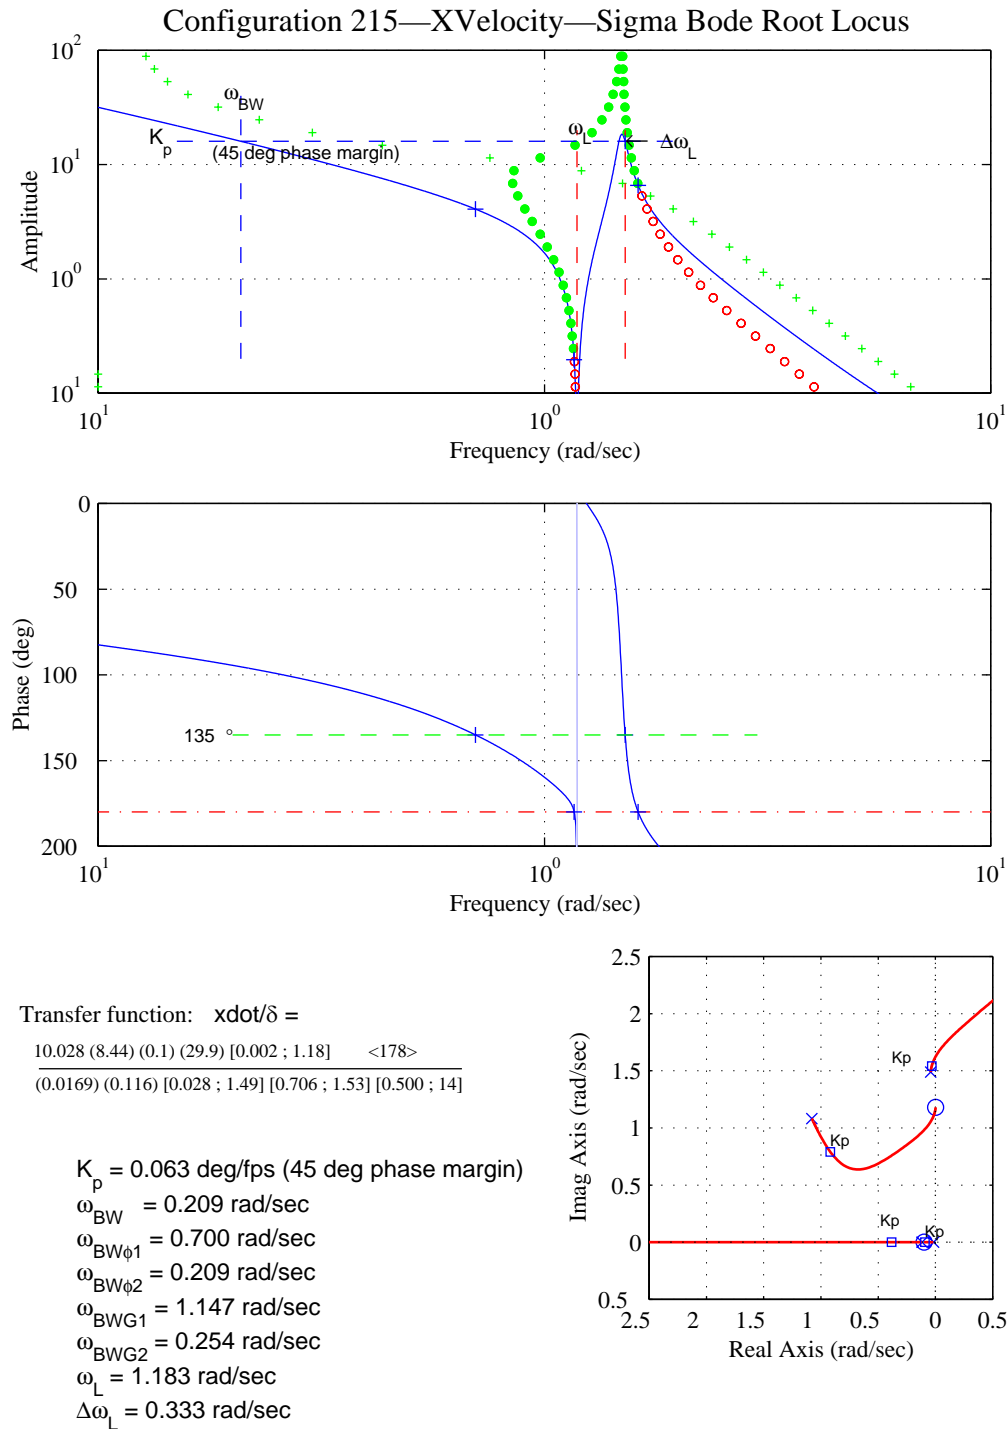 Configuration 215—XVelocity—Sigma Bode Root Locus
10²
ω_BW
K_p
(45 deg phase margin)
ω_L
Δω_L
10¹
10⁰
10¹
Amplitude
10¹
10⁰
10¹
Frequency (rad/sec)
0
50
100
150
200
Phase (deg)
135 °
10¹
10⁰
10¹
Frequency (rad/sec)
Transfer function: xdot/δ =
10.028 (8.44) (0.1) (29.9) [0.002 ; 1.18] <178>
(0.0169) (0.116) [0.028 ; 1.49] [0.706 ; 1.53] [0.500 ; 14]
K_p = 0.063 deg/fps (45 deg phase margin)
ω_BW = 0.209 rad/sec
ω_BWϕ1 = 0.700 rad/sec
ω_BWϕ2 = 0.209 rad/sec
ω_BWG1 = 1.147 rad/sec
ω_BWG2 = 0.254 rad/sec
ω_L = 1.183 rad/sec
Δω_L = 0.333 rad/sec
2.5
2
1.5
1
0.5
0
0.5
Imag Axis (rad/sec)
Kp
Kp
Kp
Kp
2.5 2 1.5 1 0.5 0 0.5
Real Axis (rad/sec)